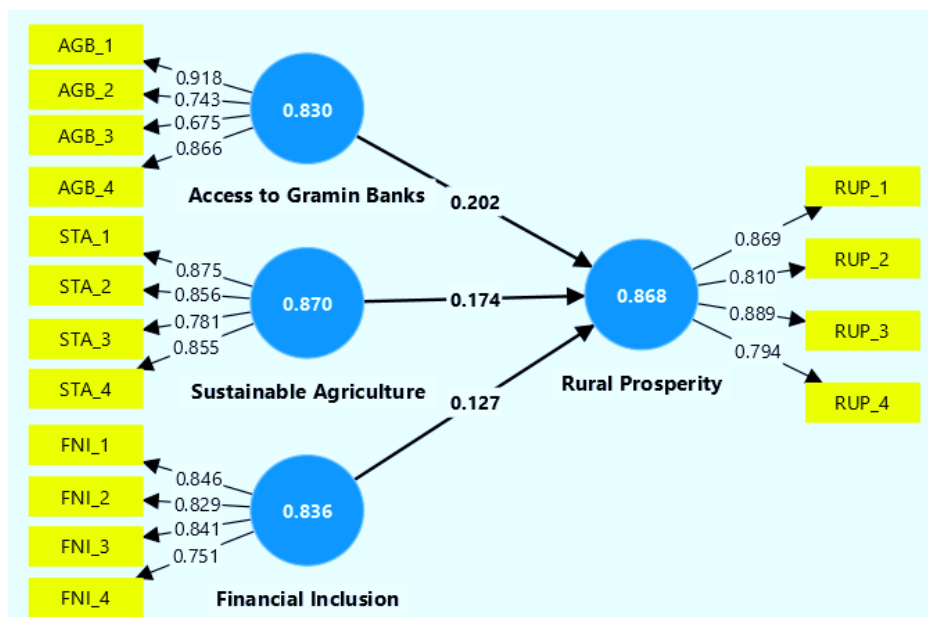 AGB_1
AGB_2
AGB_3
AGB_4
0.918
0.743
0.675
0.866
0.830
Access to Gramin Banks
STA_1
STA_2
STA_3
STA_4
0.875
0.856
0.781
0.855
0.870
Sustainable Agriculture
FNI_1
FNI_2
FNI_3
FNI_4
0.846
0.829
0.841
0.751
0.836
Financial Inclusion
0.202
0.174
0.127
0.868
Rural Prosperity
0.869
0.810
0.889
0.794
RUP_1
RUP_2
RUP_3
RUP_4